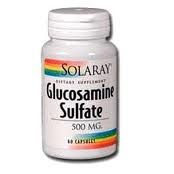 SOLARAY
DIETARY SUPPLEMENT
Glucosamine
Sulfate
500 MG.
60 CAPSULES